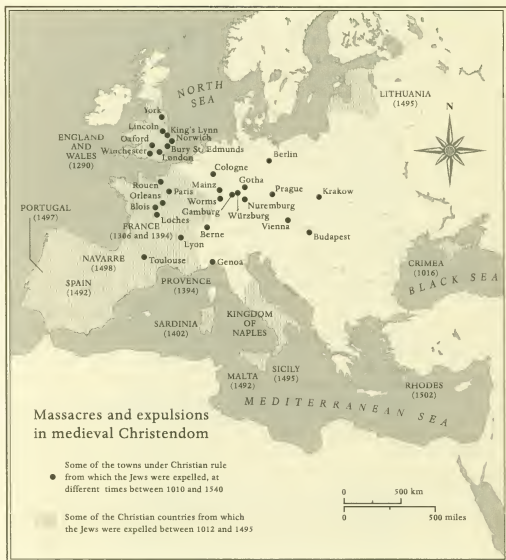 NORTH
SEA
LITHUANIA
(1495)
N
York
Lincoln
King's Lynn
Norwich
Oxford
Bury St. Edmunds
Winchester
London
ENGLAND
AND
WALES
(1290)
Berlin
Cologne
Rouen
Paris
Mainz
Gotha
Prague
Krakow
Orleans
Worms
Nuremburg
Blois
Gamburg
Würzburg
Loches
Vienna
PORTUGAL
(1497)
FRANCE
(1306 and 1394)
Berne
Budapest
Lyon
NAVARRE
(1498)
Toulouse
Genoa
CRIMEA
(1016)
BLACK SEA
SPAIN
(1492)
PROVENCE
(1394)
SARDINIA
(1402)
KINGDOM
OF
NAPLES
MALTA
(1492)
SICILY
(1495)
RHODES
(1502)
MEDITERRANEAN SEA
Massacres and expulsions
in medieval Christendom
Some of the towns under Christian rule
from which the Jews were expelled, at
different times between 1010 and 1540
Some of the Christian countries from which
the Jews were expelled between 1012 and 1495
0 500 km
0 500 miles